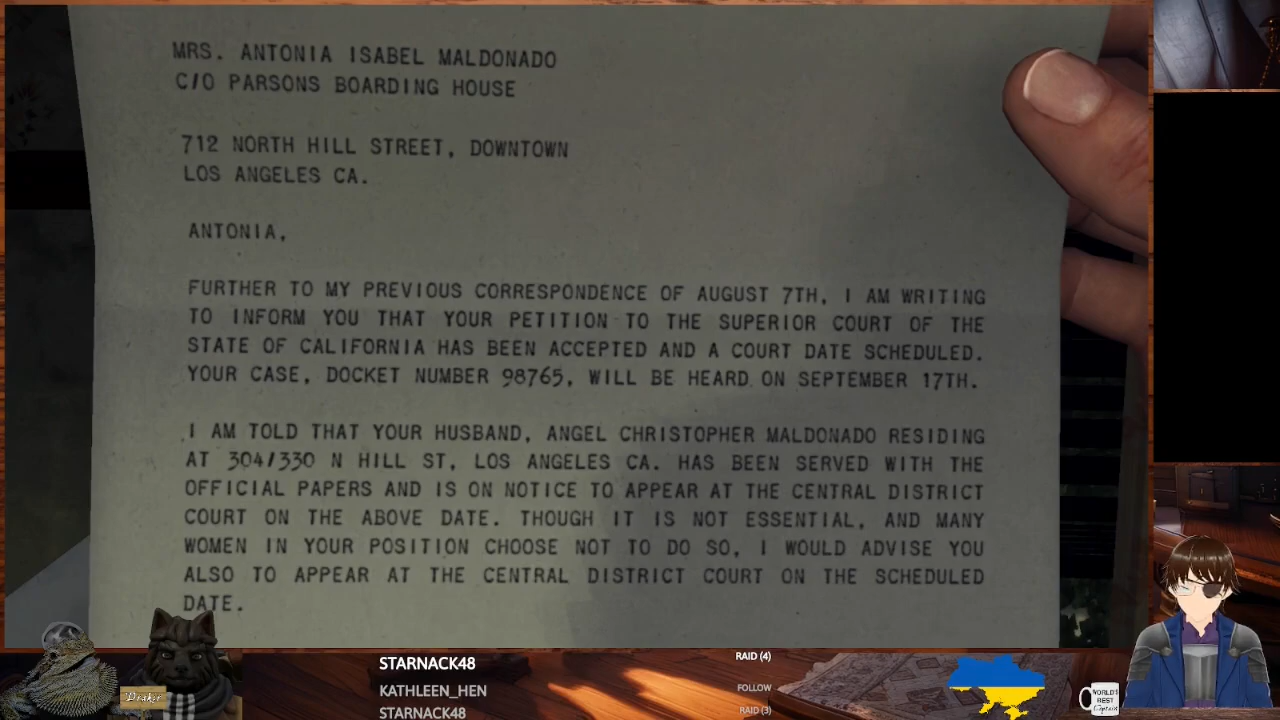 MRS. ANTONIA ISABEL MALDONADO
C/O PARSONS BOARDING HOUSE
712 NORTH HILL STREET, DOWNTOWN
LOS ANGELES CA.
ANTONIA,
FURTHER TO MY PREVIOUS CORRESPONDENCE OF AUGUST 7TH, I AM WRITING
TO INFORM YOU THAT YOUR PETITION TO THE SUPERIOR COURT OF THE
STATE OF CALIFORNIA HAS BEEN ACCEPTED AND A COURT DATE SCHEDULED.
YOUR CASE, DOCKET NUMBER 98765, WILL BE HEARD ON SEPTEMBER 17TH.
I AM TOLD THAT YOUR HUSBAND, ANGEL CHRISTOPHER MALDONADO RESIDING
AT 304/330 N HILL ST, LOS ANGELES CA. HAS BEEN SERVED WITH THE
OFFICIAL PAPERS AND IS ON NOTICE TO APPEAR AT THE CENTRAL DISTRICT
COURT ON THE ABOVE DATE. THOUGH IT IS NOT ESSENTIAL, AND MANY
WOMEN IN YOUR POSITION CHOOSE NOT TO DO SO, I WOULD ADVISE YOU
ALSO TO APPEAR AT THE CENTRAL DISTRICT COURT ON THE SCHEDULED
DATE.
STARNACK48 RAID (4)
KATHLEEN_HEN FOLLOW
STARNACK48 RAID (3)
Drake
WORLD'S
BEST
Captain